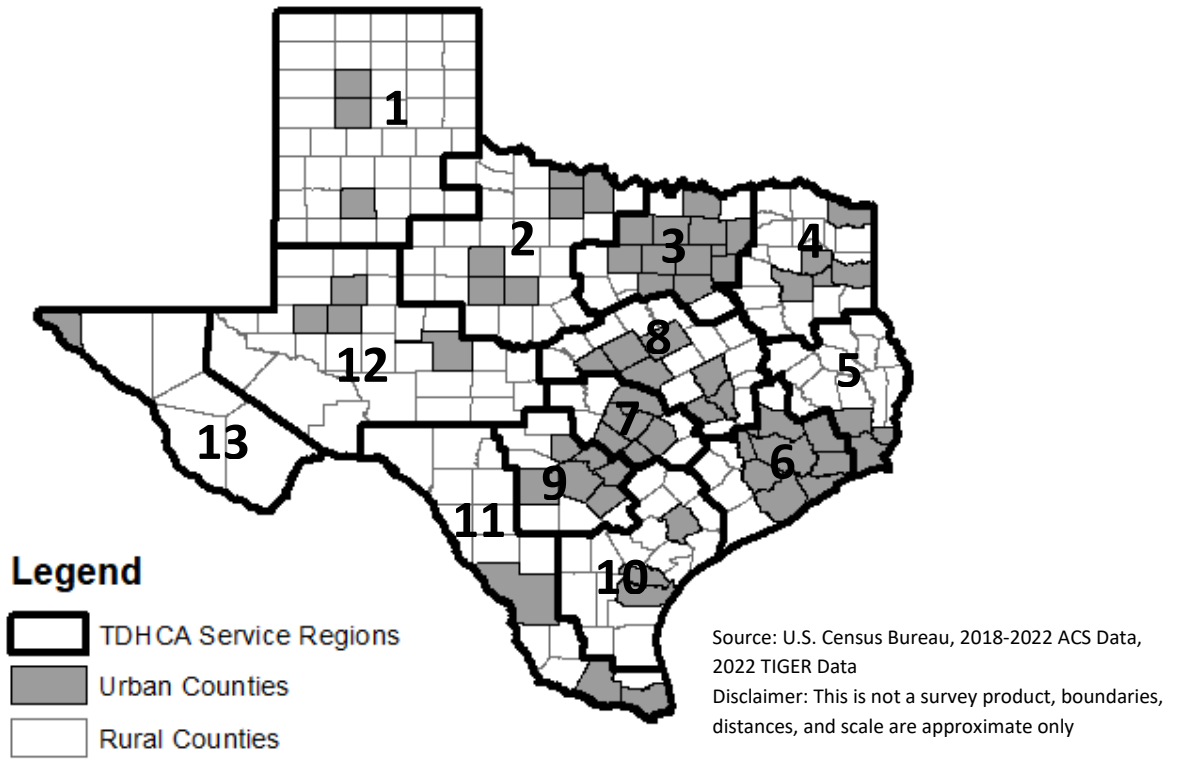 1
2
3
4
8
5
12
7
13
6
9
11
10
Legend
TDHCA Service Regions
Urban Counties
Rural Counties
Source: U.S. Census Bureau, 2018-2022 ACS Data,
2022 TIGER Data
Disclaimer: This is not a survey product, boundaries,
distances, and scale are approximate only